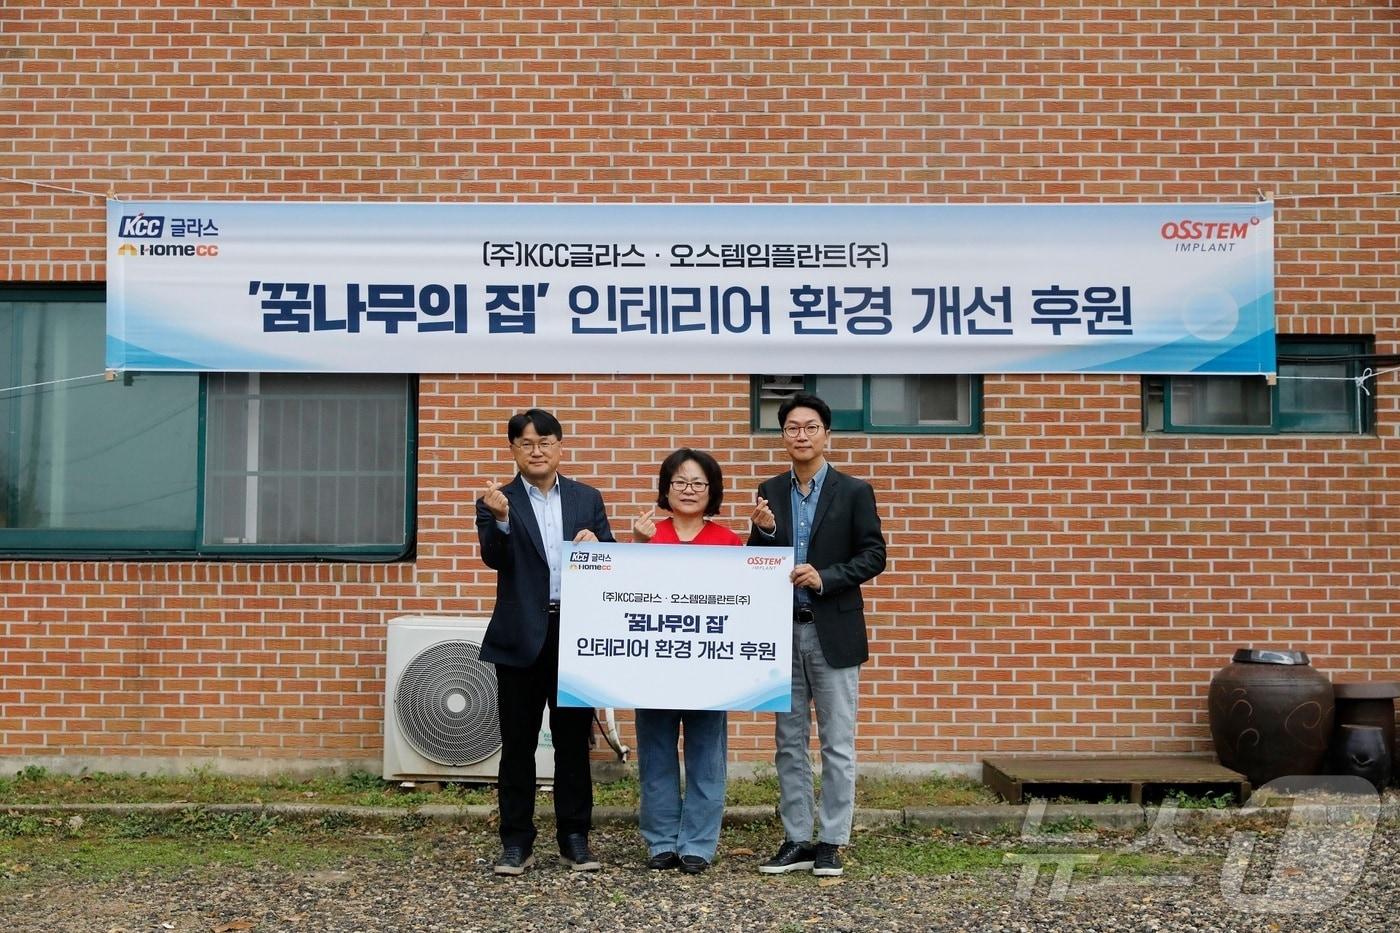 KCC 글라스
HomeCC
OSSTEM
IMPLANT
(주)KCC글라스 · 오스템임플란트(주)
'꿈나무의 집' 인테리어 환경 개선 후원
KCC 글라스
HomeCC
OSSTEM
IMPLANT
(주)KCC글라스 · 오스템임플란트(주)
'꿈나무의 집'
인테리어 환경 개선 후원
뉴스1